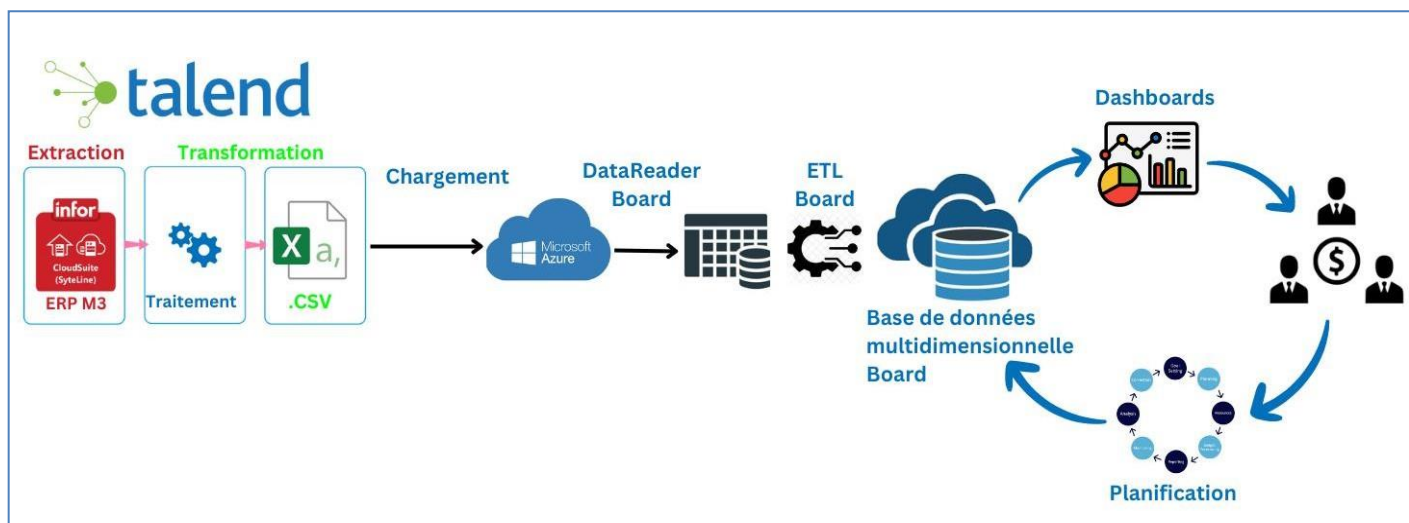 talend
Extraction
Transformation
infor
CloudSuite
(SyteLine)
ERP M3
Traitement
X a,
.CSV
Chargement
Microsoft
Azure
DataReader
Board
ETL
Board
Base de données
multidimensionnelle
Board
Dashboards
$
Planification
Reporting